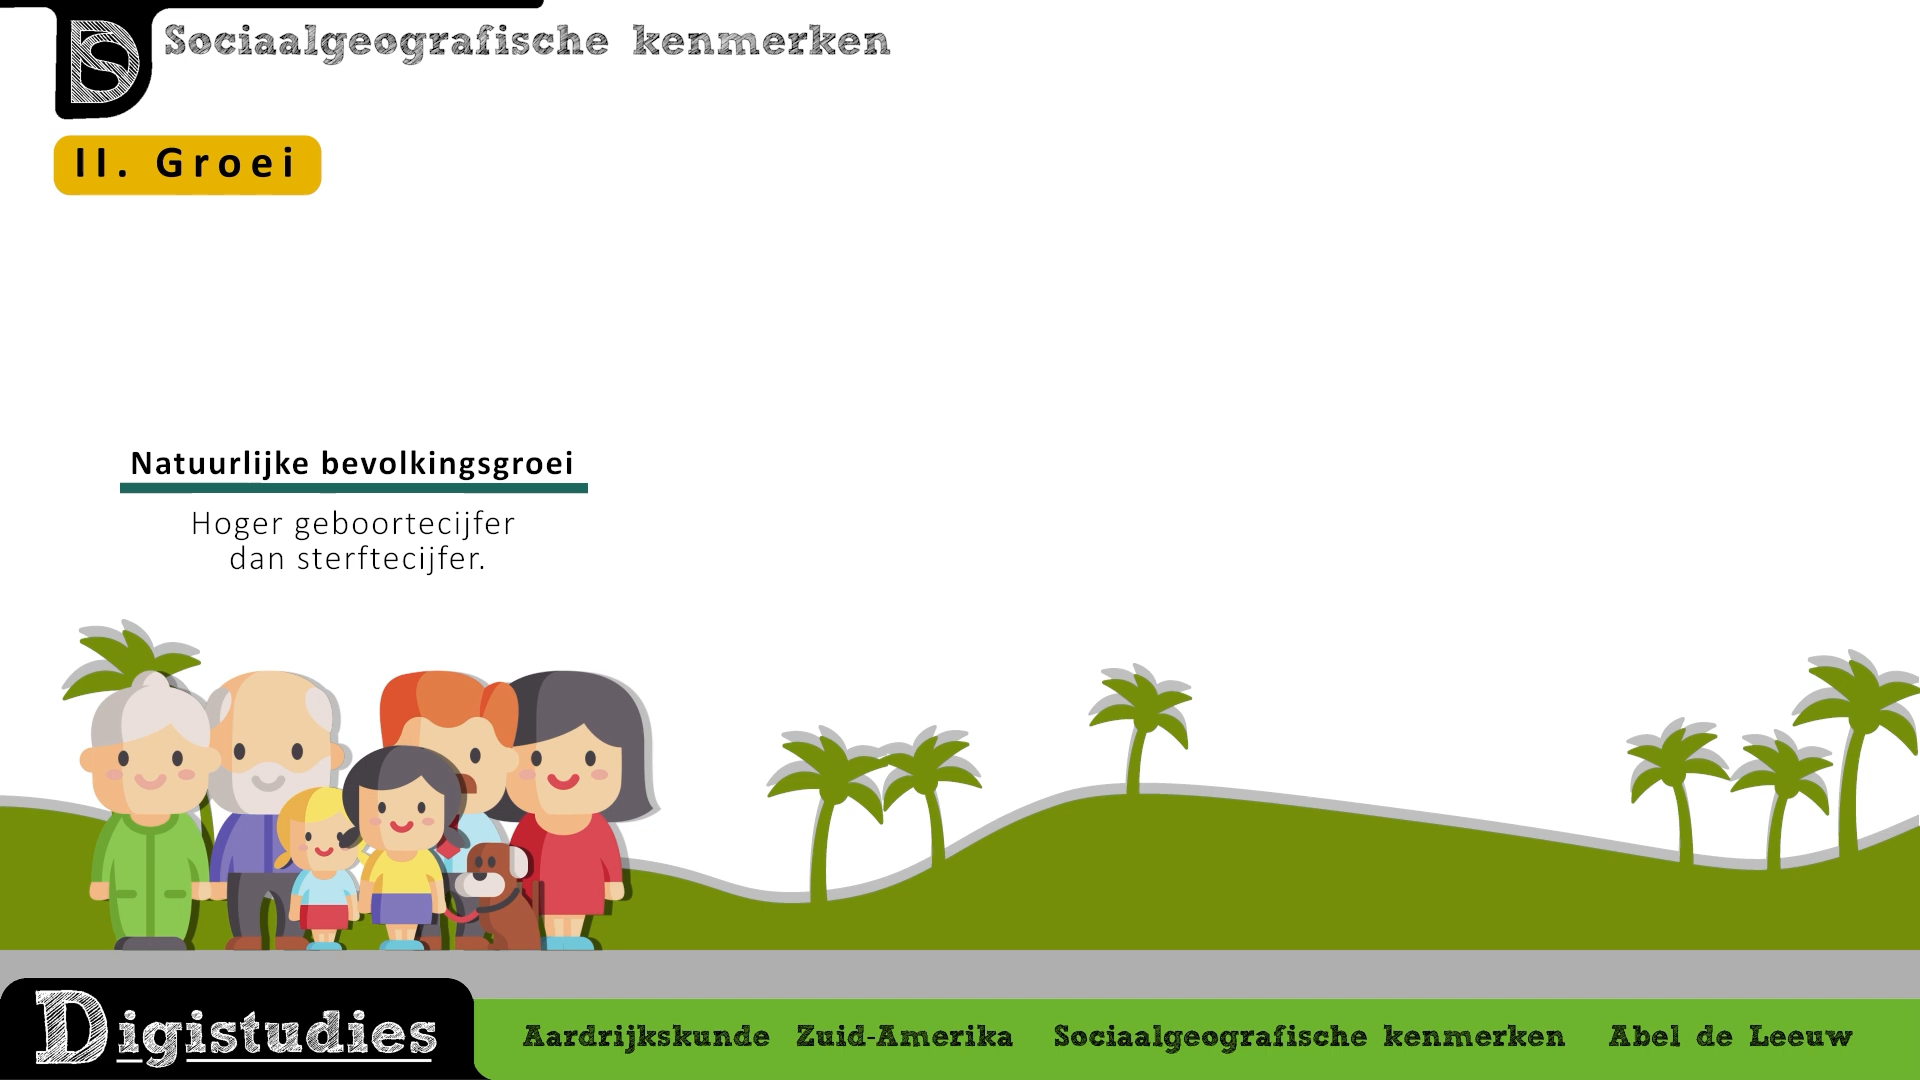 DS
Sociaalgeografische kenmerken
II. Groei
Natuurlijke bevolkingsgroei
Hoger geboortecijfer
dan sterftecijfer.
Digistudies
Aardrijkskunde Zuid-Amerika Sociaalgeografische kenmerken Abel de Leeuw